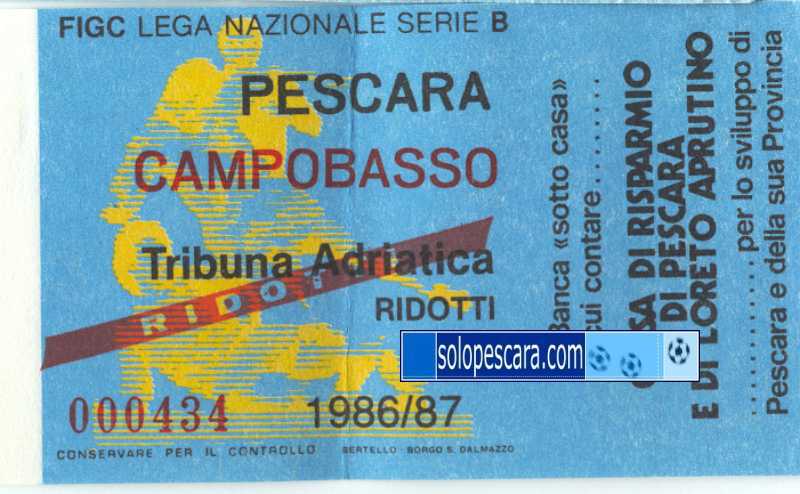 FIGC LEGA NAZIONALE SERIE B
PESCARA
CAMPOBASSO
Tribuna Adriatica
RIDOTTI
RIDOT
000434
1986/87
CONSERVARE PER IL CONTROLLO
BERTELLO - BORGO S. DALMAZZO
Banca «sotto casa»
cui contare..........
DI RISPARMIO
DI PESCARA
E DI LORETO APRUTINO
............per lo sviluppo di
Pescara e della sua Provincia
solopescara.com